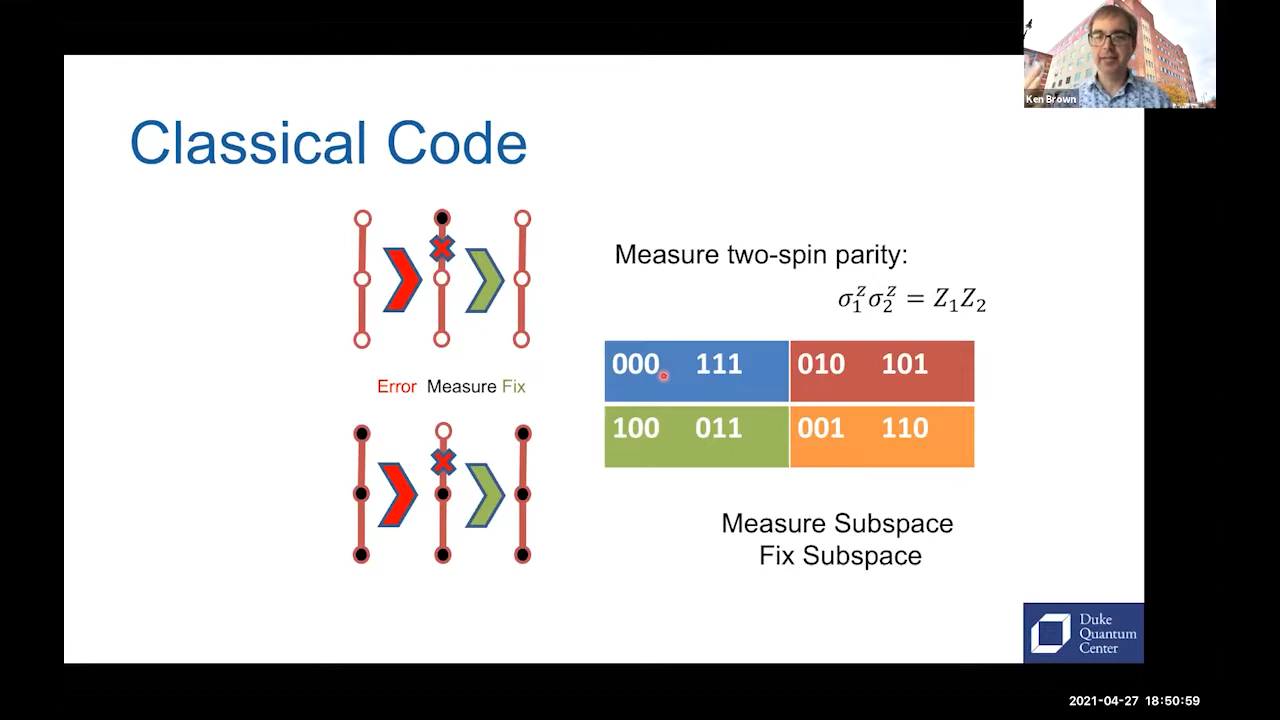 Ken Brown
Classical Code
Measure two-spin parity:
σ₁ᶻσ₂ᶻ = Z₁Z₂
000 111 010 101
100 011 001 110
Error Measure Fix
Measure Subspace
Fix Subspace
Duke
Quantum
Center
2021-04-27 18:50:59